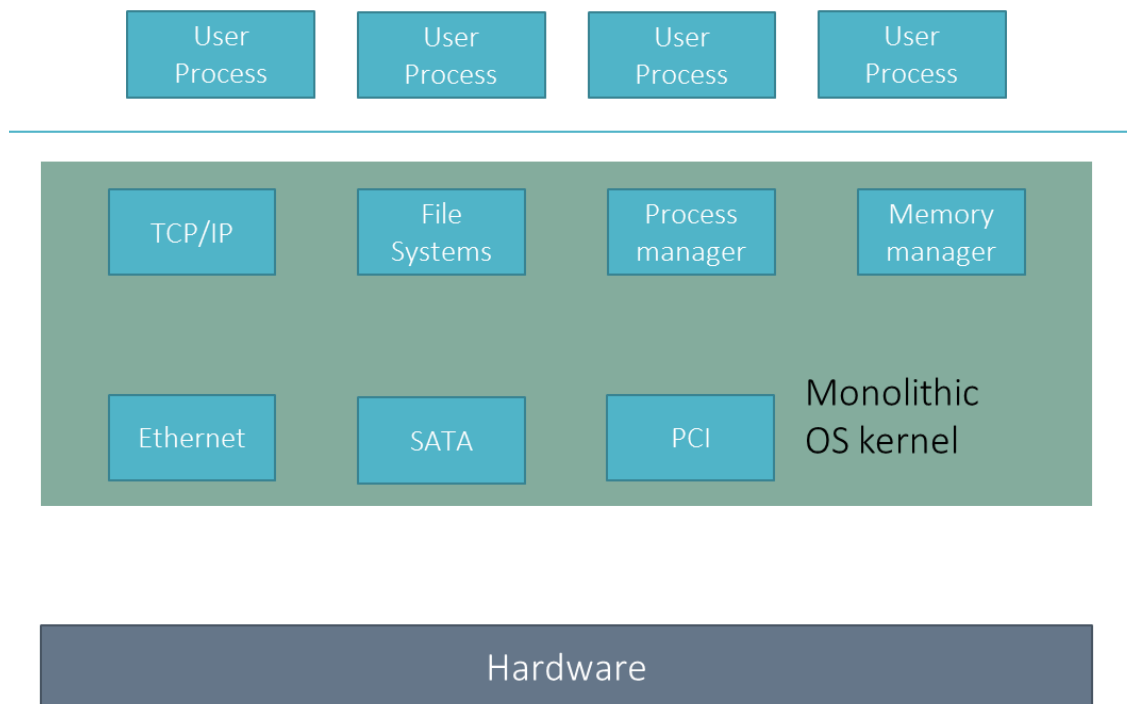 User
Process
User
Process
User
Process
User
Process
TCP/IP
File
Systems
Process
manager
Memory
manager
Ethernet
SATA
PCI
Monolithic
OS kernel
Hardware